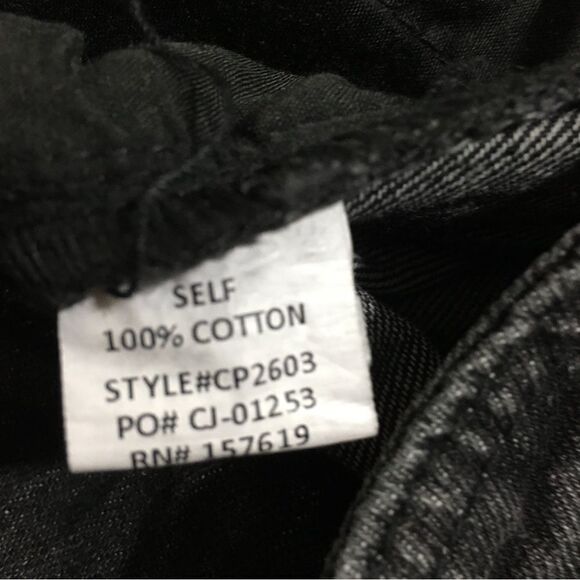 SELF
100% COTTON
STYLE#CP2603
PO# CJ-01253
RN# 157619